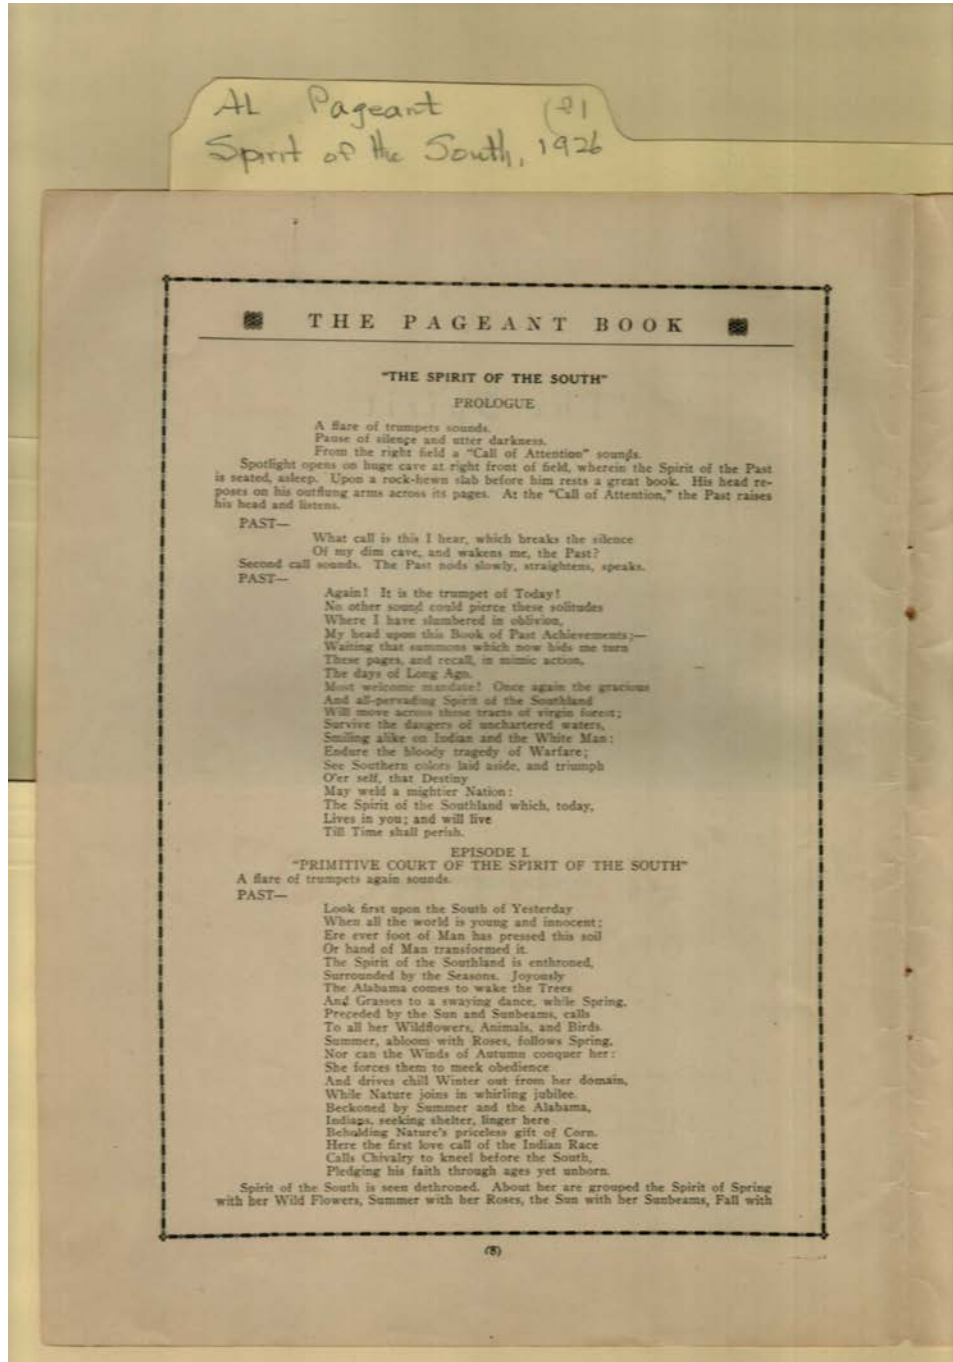 AL Pageant (P1
Spirit of the South, 1926
THE PAGEANT BOOK
"THE SPIRIT OF THE SOUTH"
PROLOGUE
A flare of trumpets sounds.
Pause of silence and utter darkness.
From the right field a "Call of Attention" sounds.
Spotlight opens on huge cave at right front of field, wherein the Spirit of the Past
is seated, asleep. Upon a rock-hewn slab before him rests a great book. His head re-
poses on his outflung arms across its pages. At the "Call of Attention," the Past raises
his head and listens.
PAST—
What call is this I hear, which breaks the silence
Of my dim cave, and wakens me, the Past?
Second call sounds. The Past nods slowly, straightens, speaks.
PAST—
Again! It is the trumpet of Today!
No other sound could pierce these solitudes
Where I have slumbered in oblivion,
My head upon this Book of Past Achievements;—
Waiting that summons which now bids me turn
These pages, and recall, in mimic action,
The days of Long Ago.
Most welcome mandate! Once again the gracious
And all-pervading Spirit of the Southland
Will move across these tracts of virgin forest;
Survive the dangers of unchartered waters,
Smiling alike on Indian and the White Man:
Endure the bloody tragedy of Warfare;
See Southern colors laid aside, and triumph
O'er self, that Destiny
May weld a mightier Nation:
The Spirit of the Southland which, today,
Lives in you; and will live
Till Time shall perish.
EPISODE I.
"PRIMITIVE COURT OF THE SPIRIT OF THE SOUTH"
A flare of trumpets again sounds.
PAST—
Look first upon the South of Yesterday
When all the world is young and innocent;
Ere ever foot of Man has pressed this soil
Or hand of Man transformed it.
The Spirit of the Southland is enthroned,
Surrounded by the Seasons. Joyously
The Alabama comes to wake the Trees
And Grasses to a swaying dance, while Spring,
Preceded by the Sun and Sunbeams, calls
To all her Wildflowers, Animals, and Birds.
Summer, abloom with Roses, follows Spring,
Nor can the Winds of Autumn conquer her:
She forces them to meek obedience
And drives chill Winter out from her domain,
While Nature joins in whirling jubilee.
Beckoned by Summer and the Alabama,
Indians, seeking shelter, linger here
Beholding Nature's priceless gift of Corn.
Here the first love call of the Indian Race
Calls Chivalry to kneel before the South,
Pledging his faith through ages yet unborn.
Spirit of the South is seen dethroned. About her are grouped the Spirit of Spring
with her Wild Flowers, Summer with her Roses, the Sun with her Sunbeams, Fall with